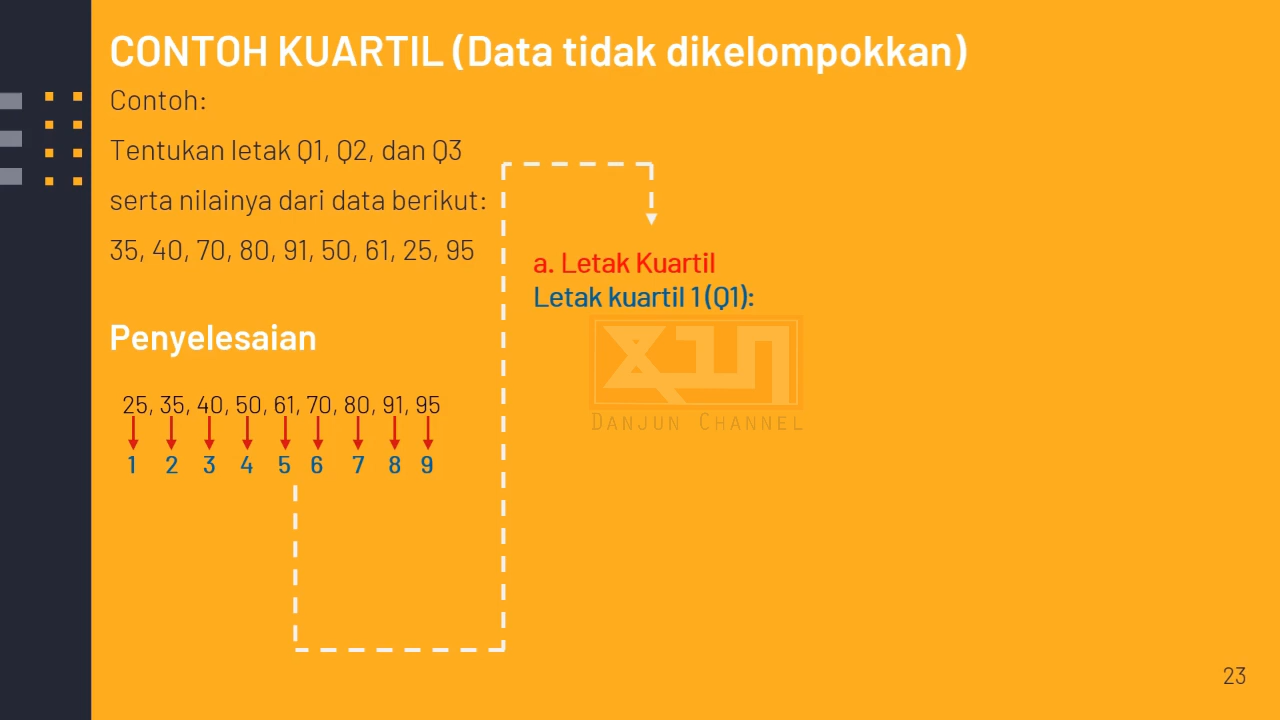 CONTOH KUARTIL (Data tidak dikelompokkan)
Contoh:
Tentukan letak Q1, Q2, dan Q3
serta nilainya dari data berikut:
35, 40, 70, 80, 91, 50, 61, 25, 95
Penyelesaian
25, 35, 40, 50, 61, 70, 80, 91, 95
1 2 3 4 5 6 7 8 9
a. Letak Kuartil
Letak kuartil 1 (Q1):
DANJUN CHANNEL
23